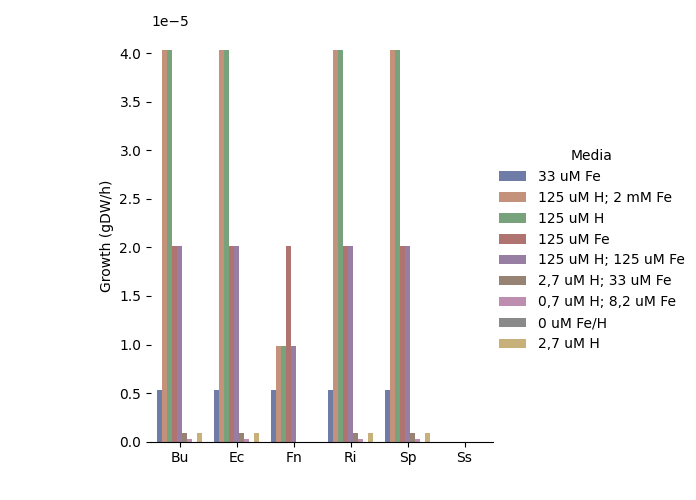 1e−5
4.0
3.5
3.0
2.5
2.0
1.5
1.0
0.5
0.0
Growth (gDW/h)
Bu Ec Fn Ri Sp Ss
Media
33 uM Fe
125 uM H; 2 mM Fe
125 uM H
125 uM Fe
125 uM H; 125 uM Fe
2,7 uM H; 33 uM Fe
0,7 uM H; 8,2 uM Fe
0 uM Fe/H
2,7 uM H